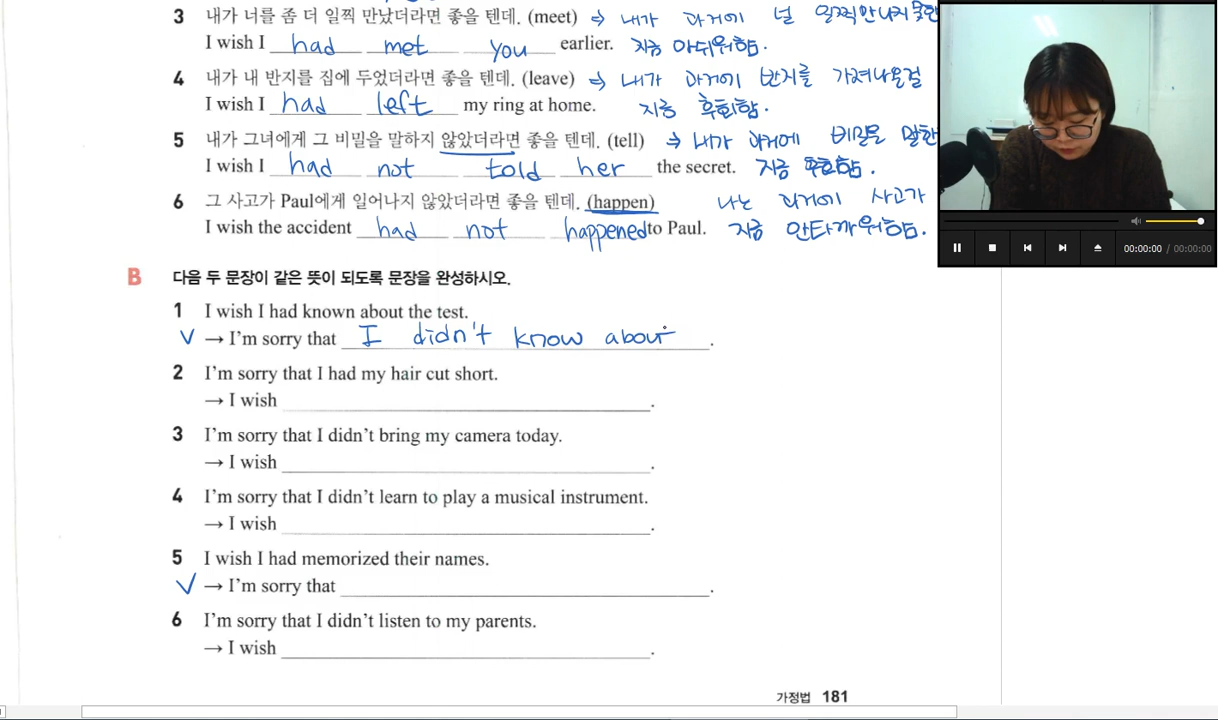 3 내가 너를 좀 더 일찍 만났더라면 좋을 텐데. (meet) ⇒ 내가 과거에 널 일찍 만나지 못한
I wish I had met you earlier. 지금 아쉬워함.
4 내가 내 반지를 집에 두었더라면 좋을 텐데. (leave) ⇒ 내가 과거에 반지를 가져나온걸
I wish I had left my ring at home. 지금 후회함.
5 내가 그녀에게 그 비밀을 말하지 않았더라면 좋을 텐데. (tell) ⇒ 내가 과거에 비밀을 말한
I wish I had not told her the secret. 지금 후회함.
6 그 사고가 Paul에게 일어나지 않았더라면 좋을 텐데. (happen) 나는 과거에 사고가
I wish the accident had not happened to Paul. 지금 안타까워함.
B 다음 두 문장이 같은 뜻이 되도록 문장을 완성하시오.
1 I wish I had known about the test.
V → I'm sorry that I didn't know about .
2 I'm sorry that I had my hair cut short.
→ I wish .
3 I'm sorry that I didn't bring my camera today.
→ I wish .
4 I'm sorry that I didn't learn to play a musical instrument.
→ I wish .
5 I wish I had memorized their names.
V → I'm sorry that .
6 I'm sorry that I didn't listen to my parents.
→ I wish .
가정법 181
00:00:00 / 00:00:00